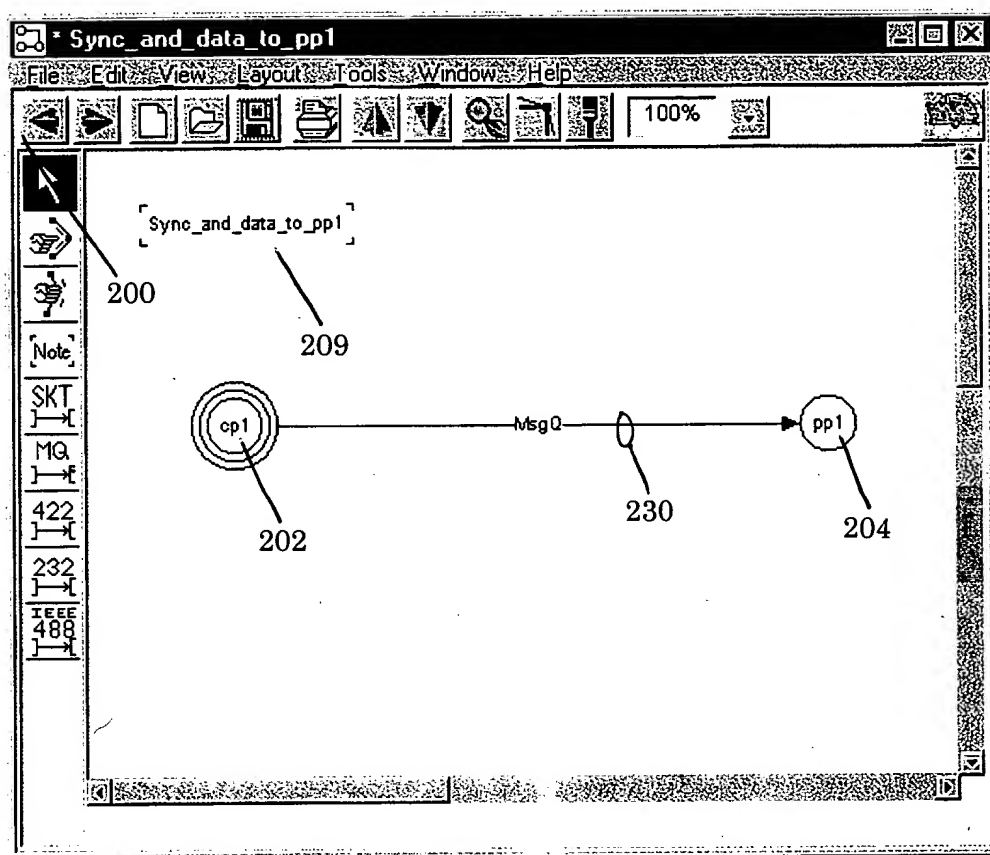 * Sync_and_data_to_pp1
File Edit View Layout Tools Window Help
100%
Sync_and_data_to_pp1
200
209
Note
SKT
MQ
422
232
IEEE
488
cp1
MsgQ
pp1
202
230
204